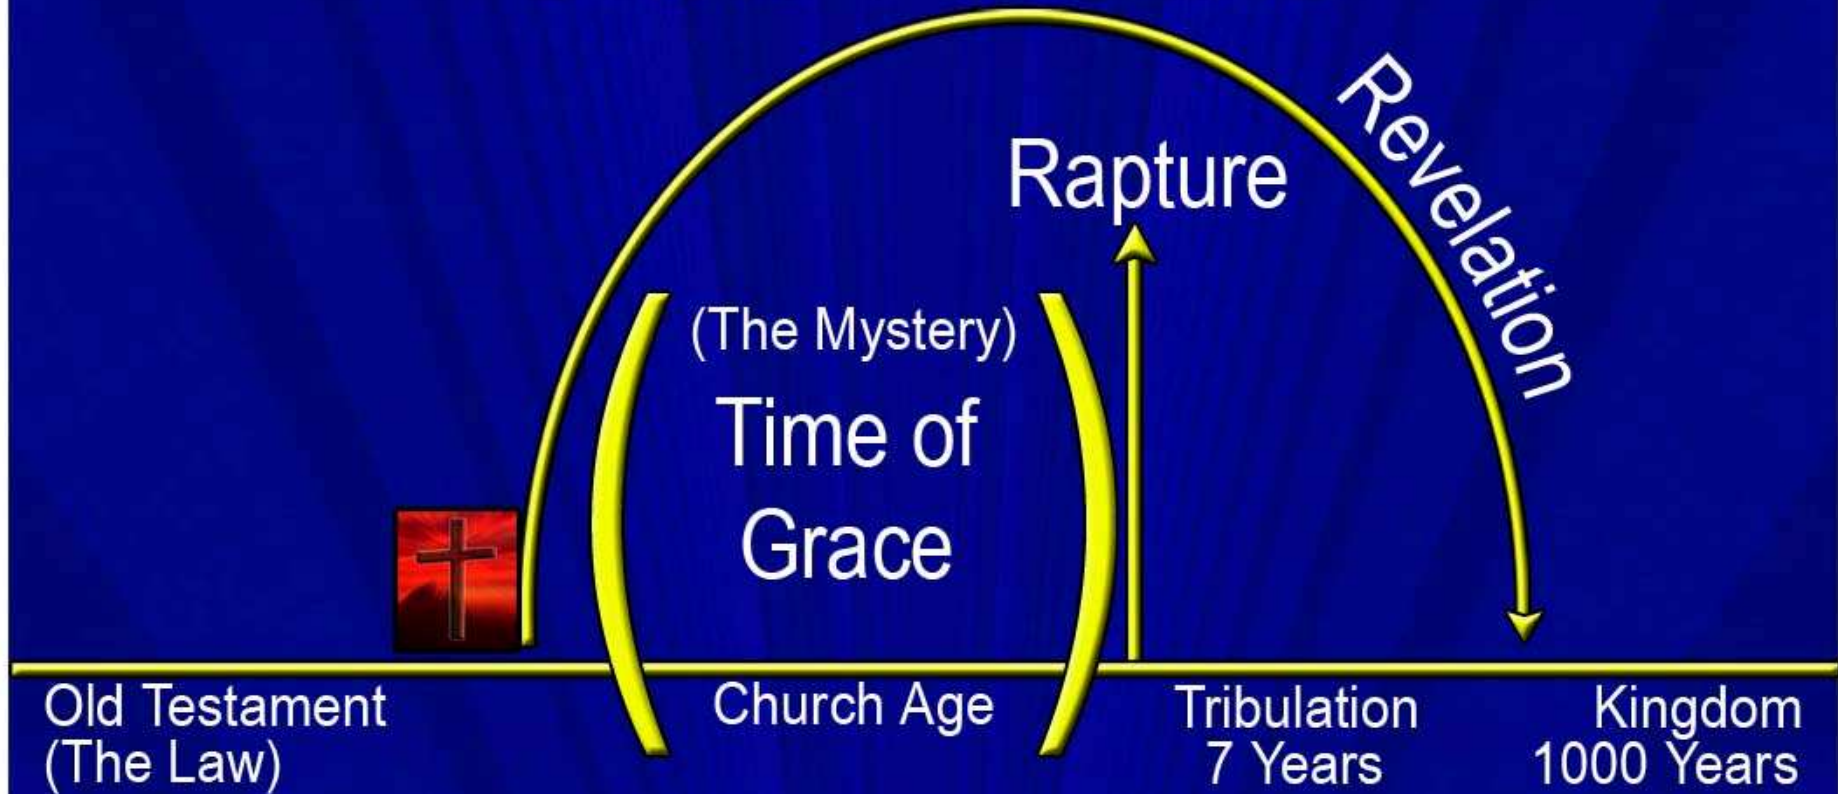 Revelation
Rapture
(The Mystery)
Time of
Grace
Old Testament
(The Law)
Church Age
Tribulation
7 Years
Kingdom
1000 Years